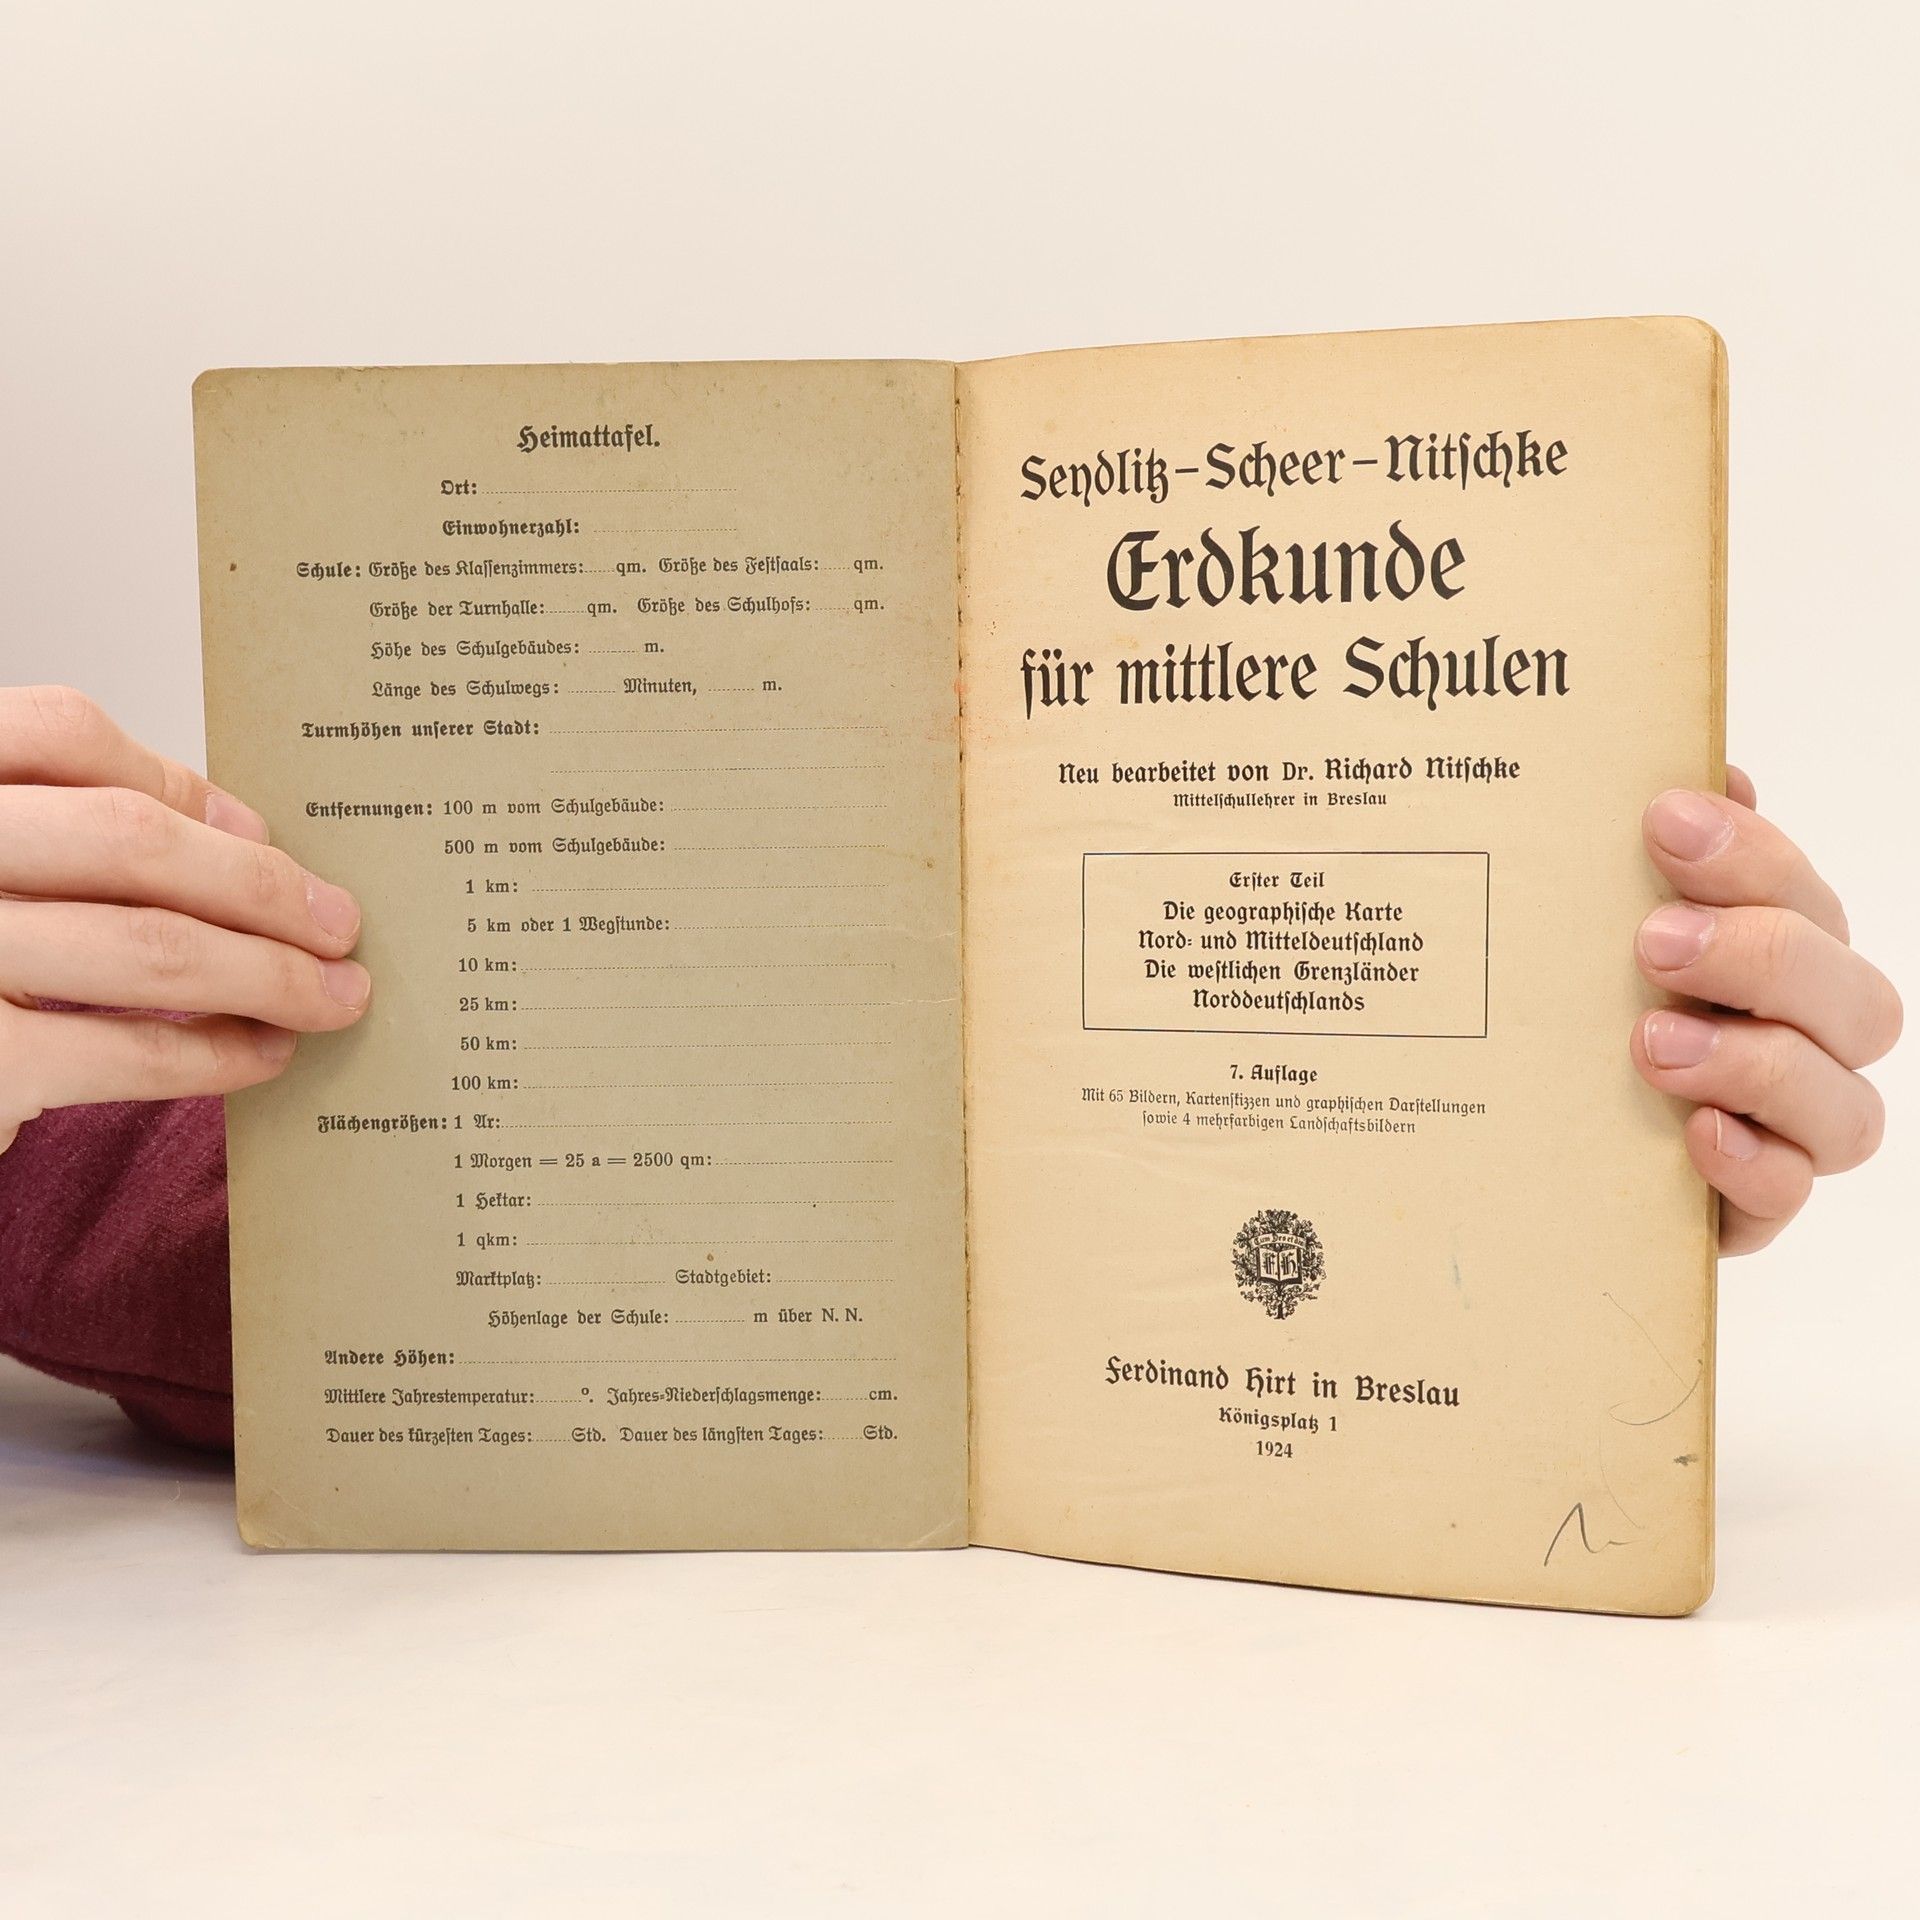 Heimattafel.
Ort:
Einwohnerzahl:
Schule: Größe des Klassenzimmers: qm. Größe des Festsaals: qm.
Größe der Turnhalle: qm. Größe des Schulhofs: qm.
Höhe des Schulgebäudes: m.
Länge des Schulwegs: Minuten, m.
Turmhöhen unserer Stadt:
Entfernungen: 100 m vom Schulgebäude:
500 m vom Schulgebäude:
1 km:
5 km oder 1 Wegstunde:
10 km:
25 km:
50 km:
100 km:
Flächengrößen: 1 Ar:
1 Morgen = 25 a = 2500 qm:
1 Hektar:
1 qkm:
Marktplatz: Stadtgebiet:
Höhenlage der Schule: m über N. N.
Andere Höhen:
Mittlere Jahrestemperatur: °. Jahres-Niederschlagsmenge: cm.
Dauer des kürzesten Tages: Std. Dauer des längsten Tages: Std.
Seydlitz-Scheer-Nitschke
Erdkunde
für mittlere Schulen
Neu bearbeitet von Dr. Richard Nitschke
Mittelschullehrer in Breslau
Erster Teil
Die geographische Karte
Nord- und Mitteldeutschland
Die westlichen Grenzländer
Norddeutschlands
7. Auflage
Mit 65 Bildern, Kartenskizzen und graphischen Darstellungen
sowie 4 mehrfarbigen Landschaftsbildern
Cum Deo et die
F. H.
Ferdinand Hirt in Breslau
Königsplatz 1
1924